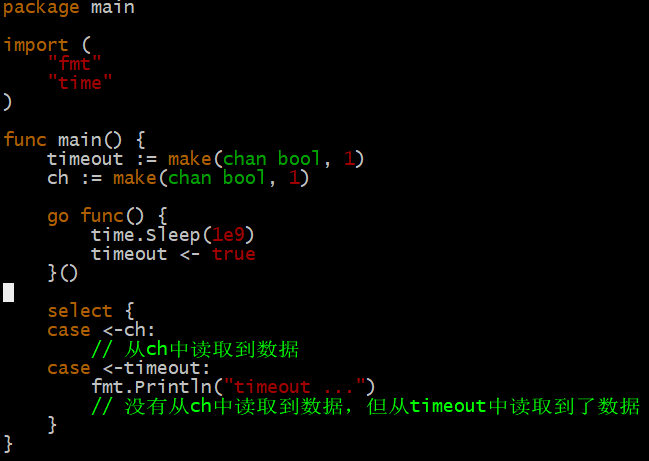 package main
import (
"fmt"
"time"
)
func main() {
timeout := make(chan bool, 1)
ch := make(chan bool, 1)
go func() {
time.Sleep(1e9)
timeout <- true
}()
select {
case <-ch:
// 从ch中读取到数据
case <-timeout:
fmt.Println("timeout ...")
// 没有从ch中读取到数据，但从timeout中读取到了数据
}
}